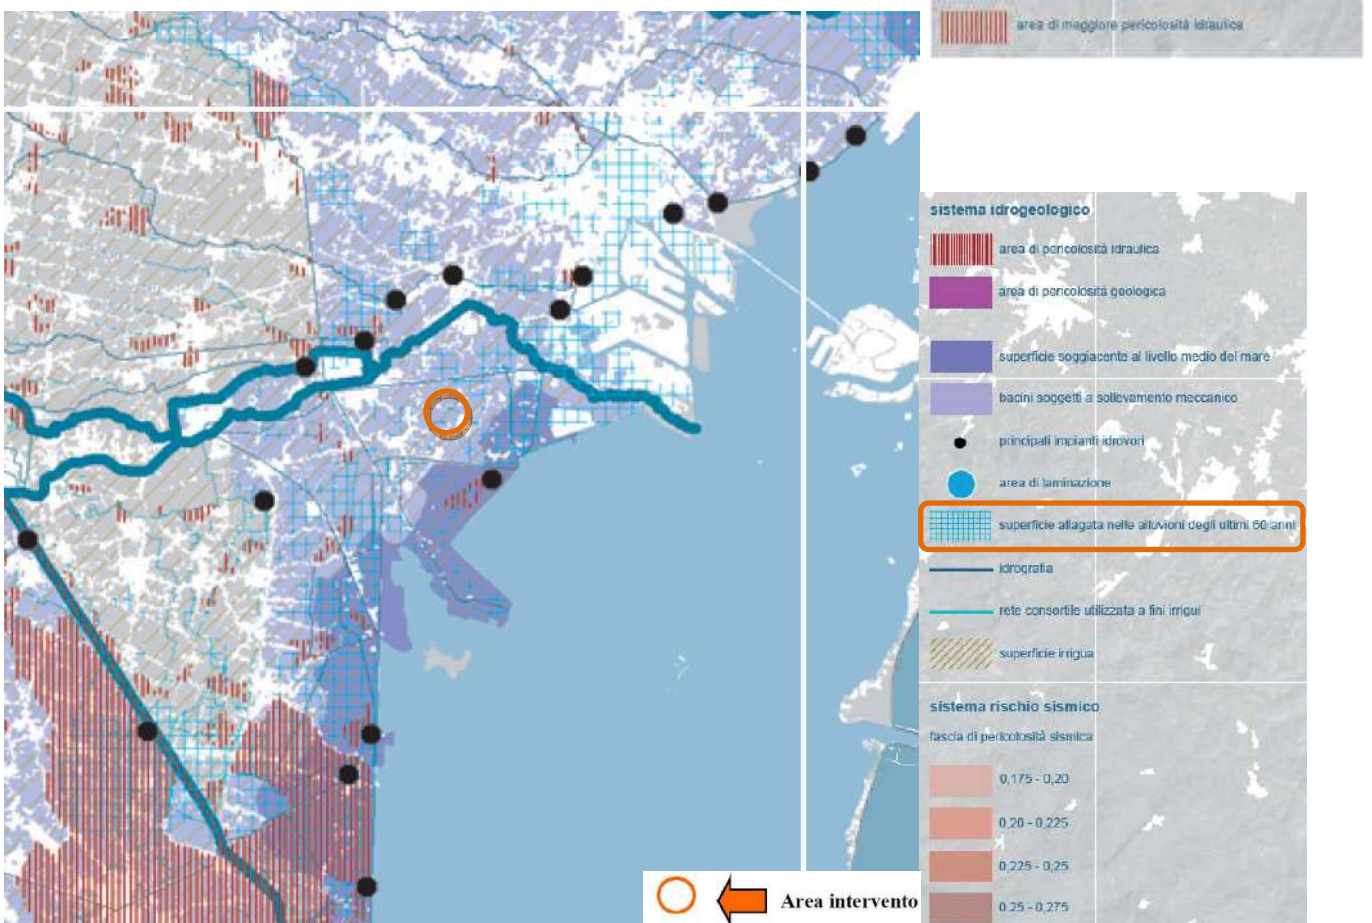 area di maggiore pericolosità idraulica
sistema idrogeologico
area di pericolosità idraulica
area di pericolosità geologica
superficie soggiacente al livello medio del mare
bacini soggetti a sollevamento meccanico
principali impianti idrovori
area di laminazione
superficie allagata nelle alluvioni degli ultimi 60 anni
idrografia
rete consortile utilizzata a fini irrigui
superficie irrigua
sistema rischio sismico
fascia di pericolosità sismica
0,175 - 0,20
0,20 - 0,225
0,225 - 0,25
0,25 - 0,275
Area intervento